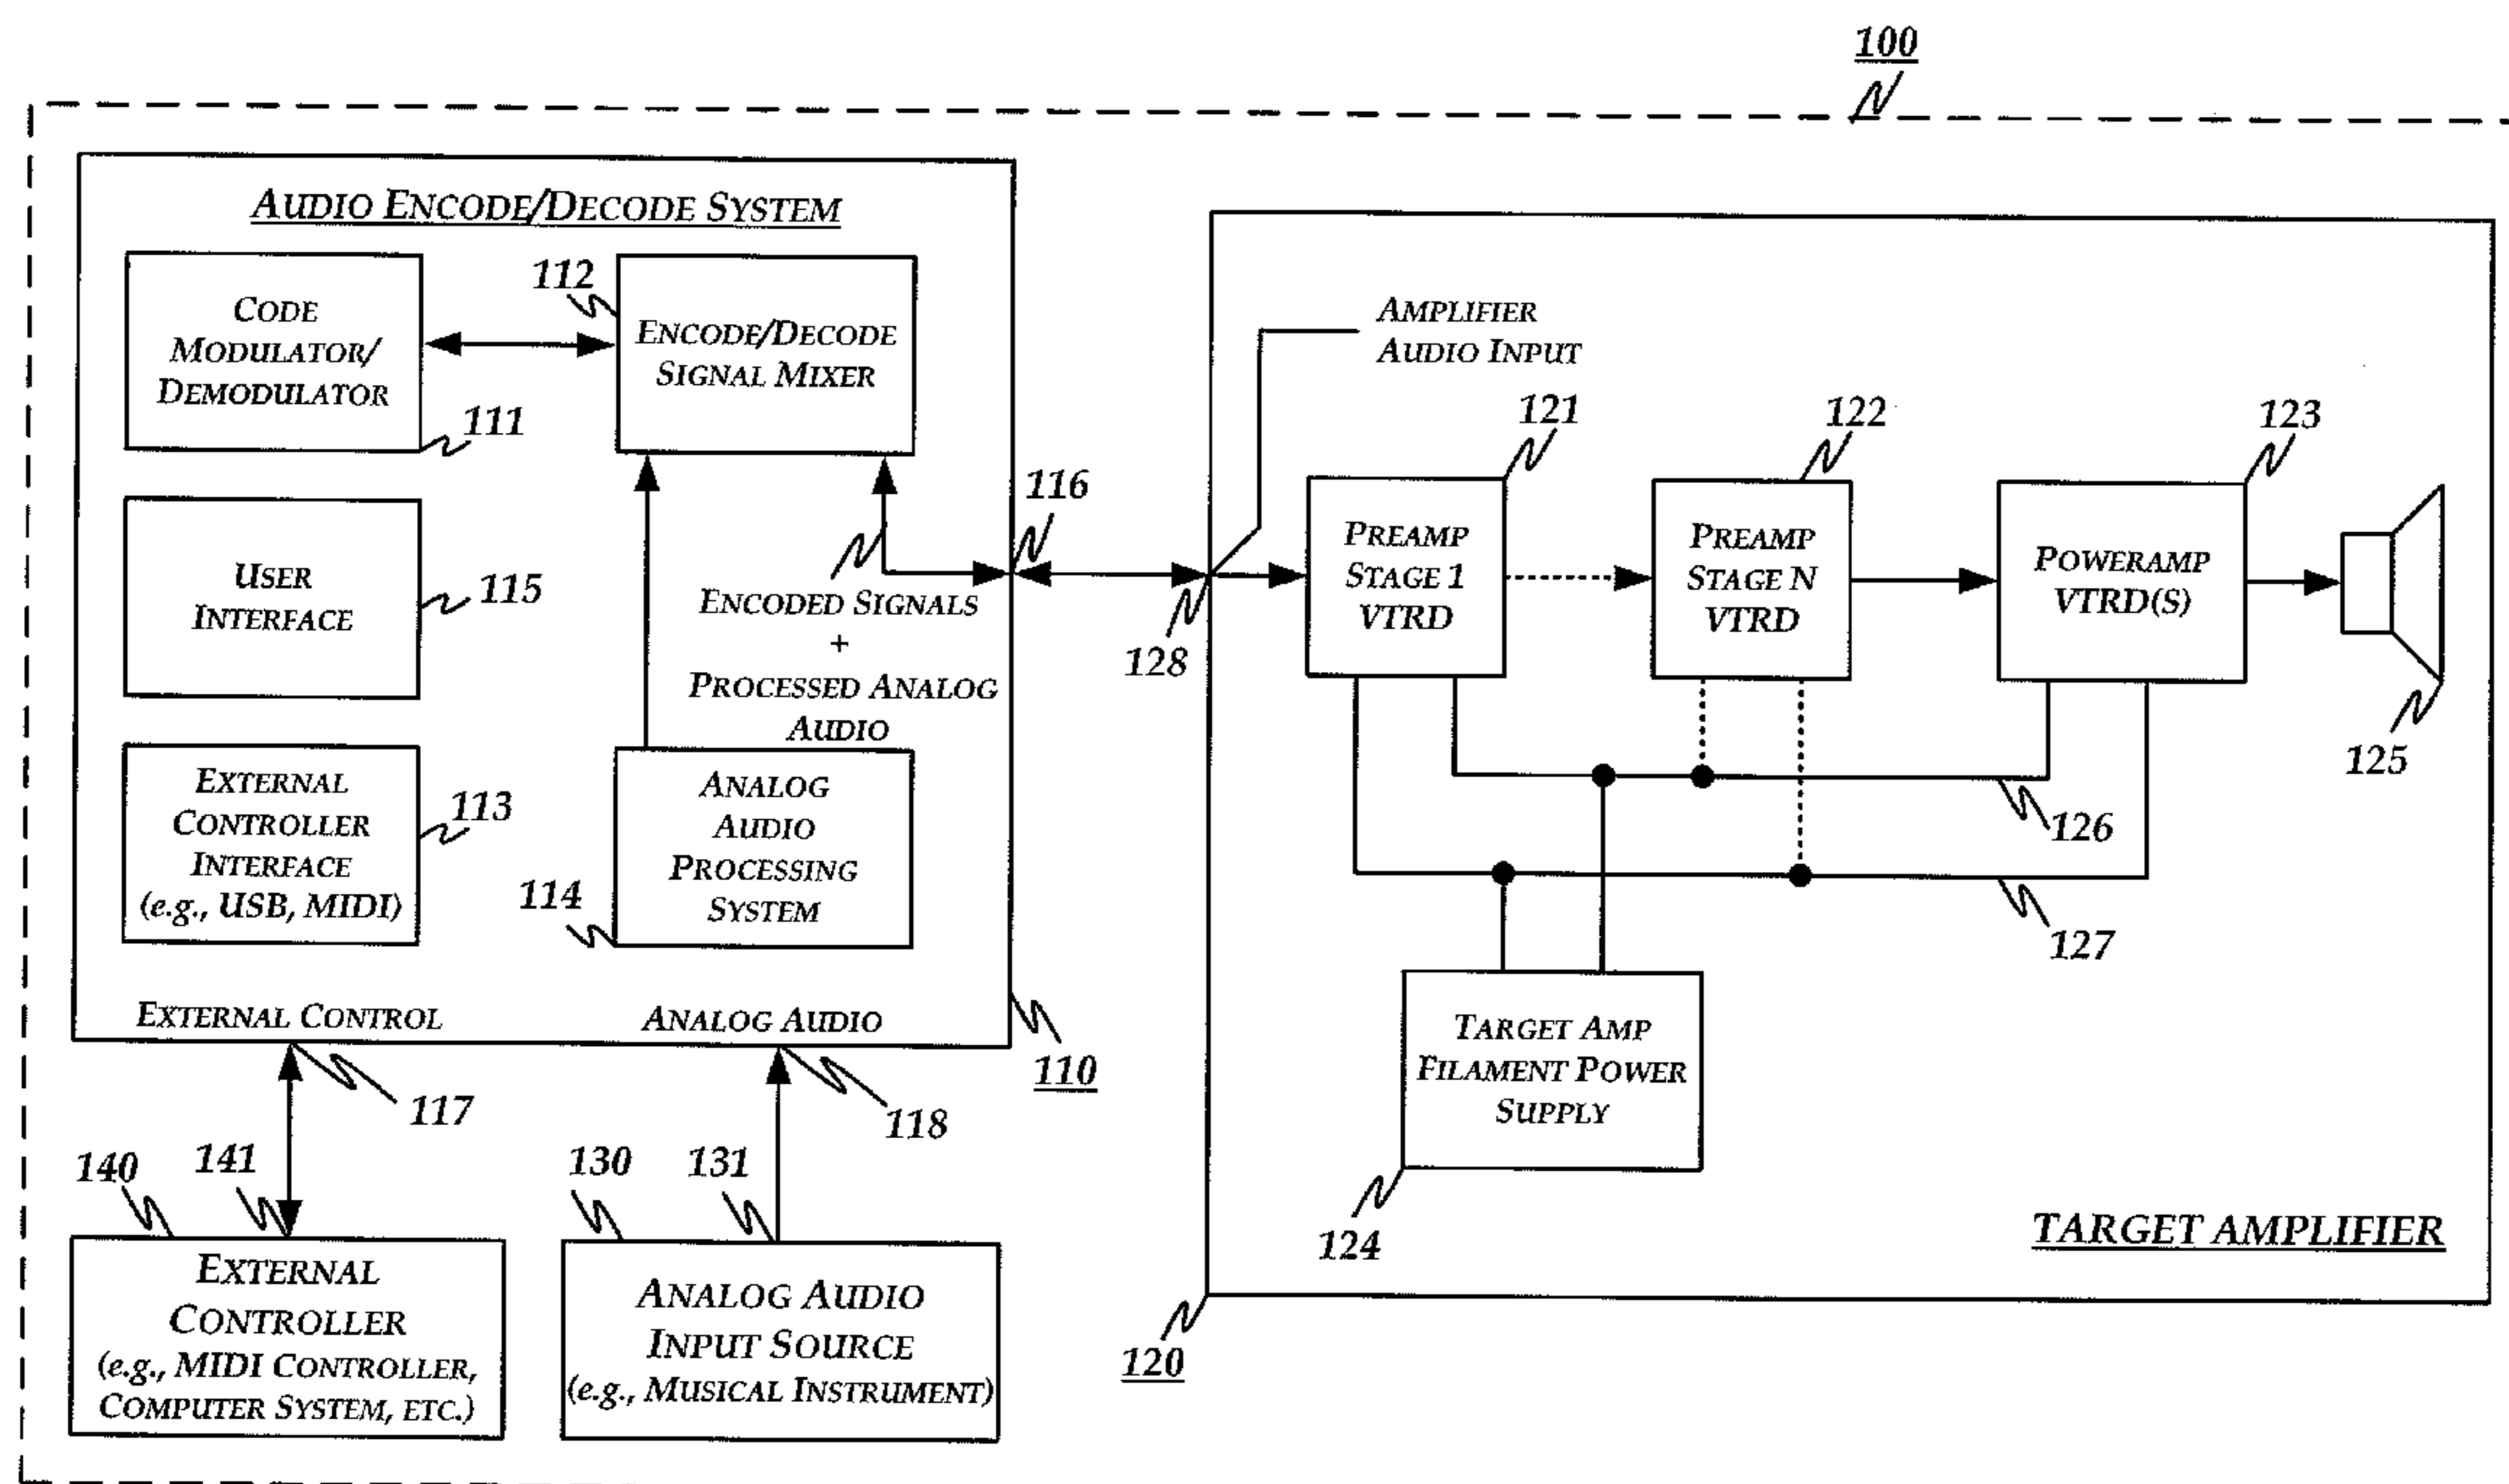 100
AUDIO ENCODE/DECODE SYSTEM
CODE
MODULATOR/
DEMODULATOR
111
112
ENCODE/DECODE
SIGNAL MIXER
USER
INTERFACE
115
116
ENCODED SIGNALS
+
PROCESSED ANALOG
AUDIO
EXTERNAL
CONTROLLER
INTERFACE
(e.g., USB, MIDI)
113
114
ANALOG
AUDIO
PROCESSING
SYSTEM
EXTERNAL CONTROL
ANALOG AUDIO
110
117
118
140
141
130
131
EXTERNAL
CONTROLLER
(e.g., MIDI CONTROLLER,
COMPUTER SYSTEM, ETC.)
ANALOG AUDIO
INPUT SOURCE
(e.g., MUSICAL INSTRUMENT)
AMPLIFIER
AUDIO INPUT
128
121
PREAMP
STAGE 1
VTRD
122
PREAMP
STAGE N
VTRD
123
POWERAMP
VTRD(S)
125
126
127
TARGET AMP
FILAMENT POWER
SUPPLY
124
TARGET AMPLIFIER
120